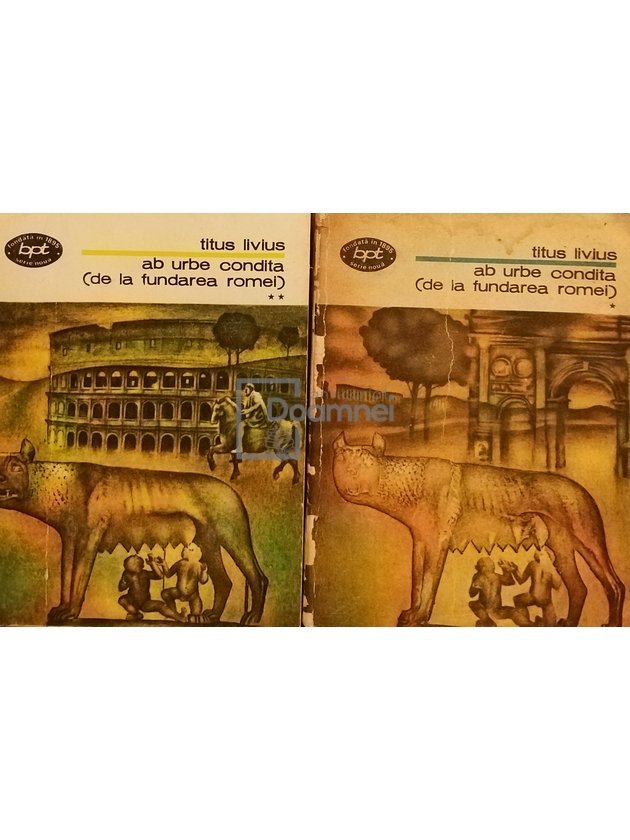 fondată în 1895
bpt
serie nouă
titus livius
ab urbe condita
(de la fundarea romei)
**
fondată în 1895
bpt
serie nouă
titus livius
ab urbe condita
(de la fundarea romei)
*
Doamnei